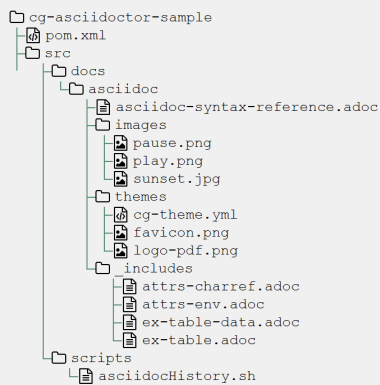 cg-asciidoctor-sample
pom.xml
src
docs
asciidoc
asciidoc-syntax-reference.adoc
images
pause.png
play.png
sunset.jpg
themes
cg-theme.yml
favicon.png
logo-pdf.png
_includes
attrs-charref.adoc
attrs-env.adoc
ex-table-data.adoc
ex-table.adoc
scripts
asciidocHistory.sh